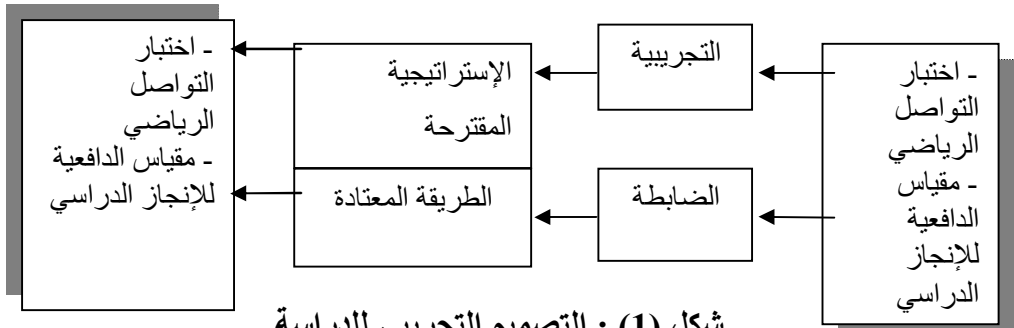 - اختبار
التواصل
الرياضي
- مقياس
الدافعية
للإنجاز
الدراسي
التجريبية
الضابطة
الإستراتيجية
المقترحة
الطريقة المعتادة
- اختبار
التواصل
الرياضي
- مقياس الدافعية
للإنجاز الدراسي
شكل (1) : التصميم التجريبي للدراسة